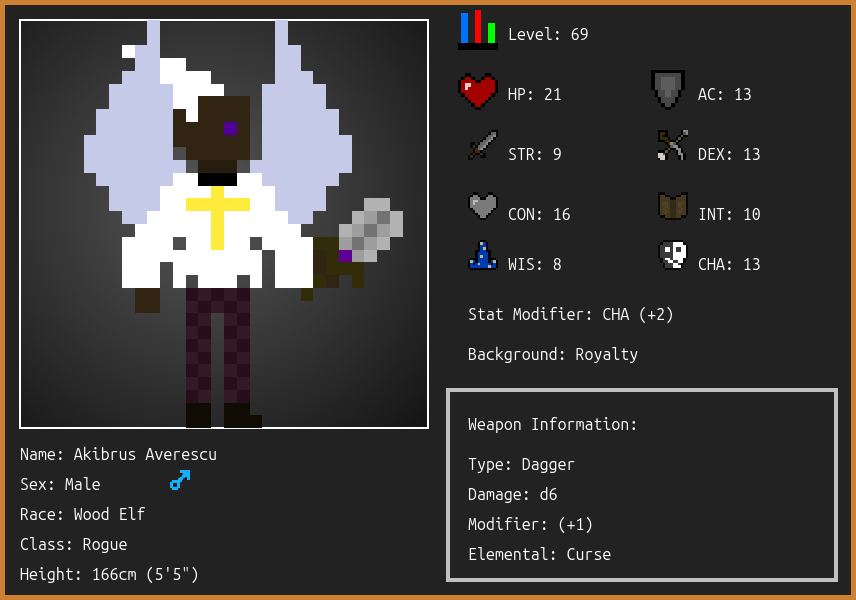 Level: 69
HP: 21
AC: 13
STR: 9
DEX: 13
CON: 16
INT: 10
WIS: 8
CHA: 13
Stat Modifier: CHA (+2)
Background: Royalty
Weapon Information:
Type: Dagger
Damage: d6
Modifier: (+1)
Elemental: Curse
Name: Akibrus Averescu
Sex: Male
Race: Wood Elf
Class: Rogue
Height: 166cm (5'5")